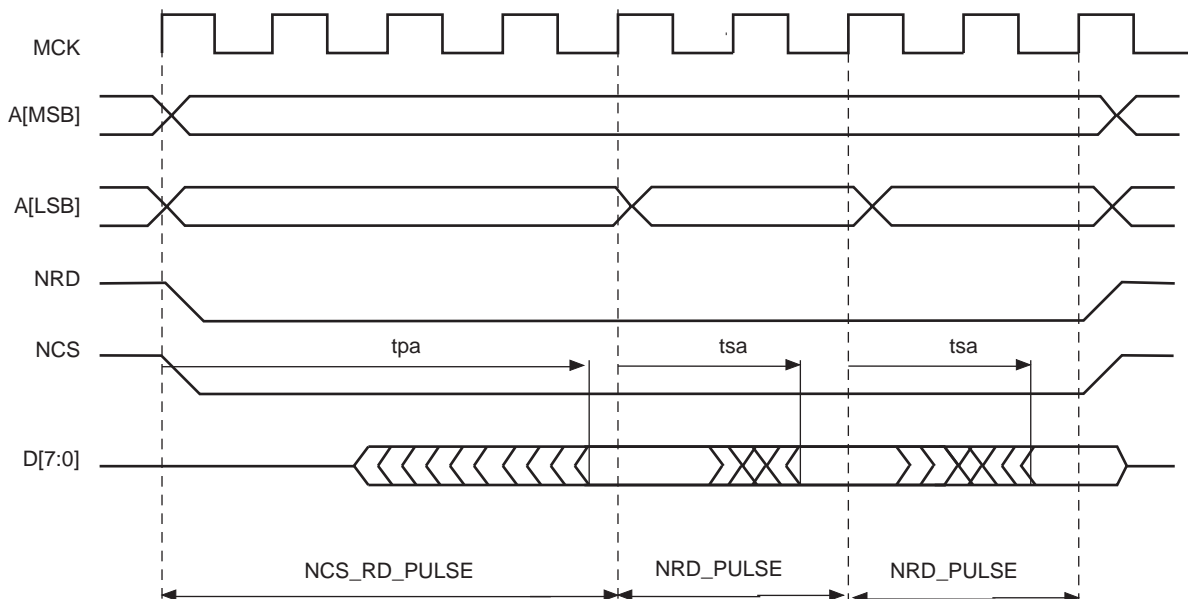 MCK
A[MSB]
A[LSB]
NRD
NCS
tpa tsa tsa
D[7:0]
NCS_RD_PULSE NRD_PULSE NRD_PULSE